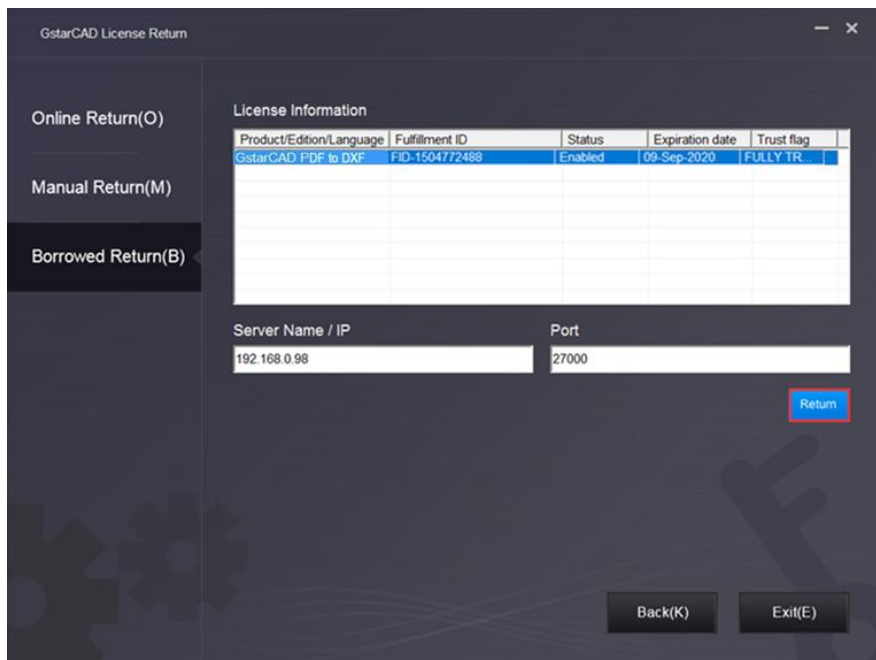 GstarCAD License Return
Online Return(O)
Manual Return(M)
Borrowed Return(B)
License Information
Product/Edition/Language Fulfillment ID Status Expiration date Trust flag
GstarCAD PDF to DXF FID-1504772488 Enabled 09-Sep-2020 FULLY TR...
Server Name / IP Port
192.168.0.98 27000
Return
Back(K) Exit(E)